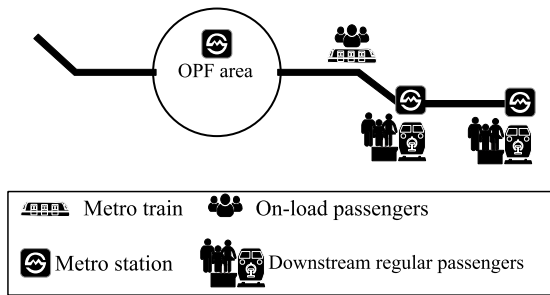 OPF area
Metro train
On-load passengers
Metro station
Downstream regular passengers